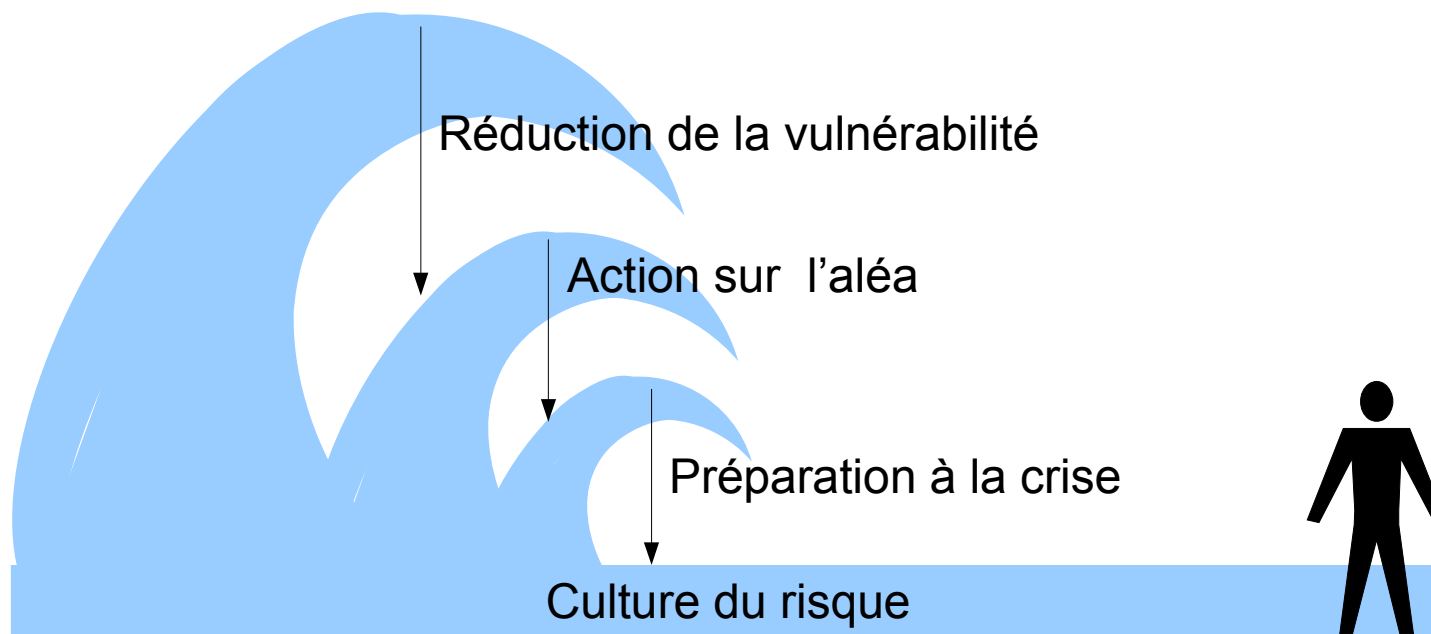 Réduction de la vulnérabilité
Action sur l’aléa
Préparation à la crise
Culture du risque